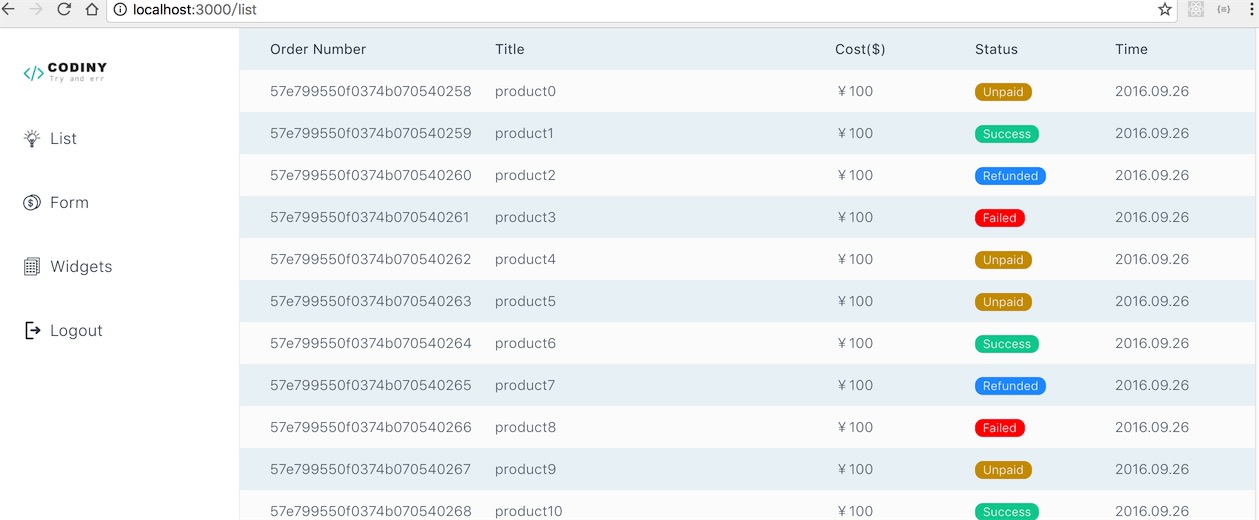 localhost:3000/list
CODINY
Try and err
List
Form
Widgets
Logout
Order Number Title Cost($) Status Time
57e799550f0374b070540258 product0 ¥100 Unpaid 2016.09.26
57e799550f0374b070540259 product1 ¥100 Success 2016.09.26
57e799550f0374b070540260 product2 ¥100 Refunded 2016.09.26
57e799550f0374b070540261 product3 ¥100 Failed 2016.09.26
57e799550f0374b070540262 product4 ¥100 Unpaid 2016.09.26
57e799550f0374b070540263 product5 ¥100 Unpaid 2016.09.26
57e799550f0374b070540264 product6 ¥100 Success 2016.09.26
57e799550f0374b070540265 product7 ¥100 Refunded 2016.09.26
57e799550f0374b070540266 product8 ¥100 Failed 2016.09.26
57e799550f0374b070540267 product9 ¥100 Unpaid 2016.09.26
57e799550f0374b070540268 product10 ¥100 Success 2016.09.26